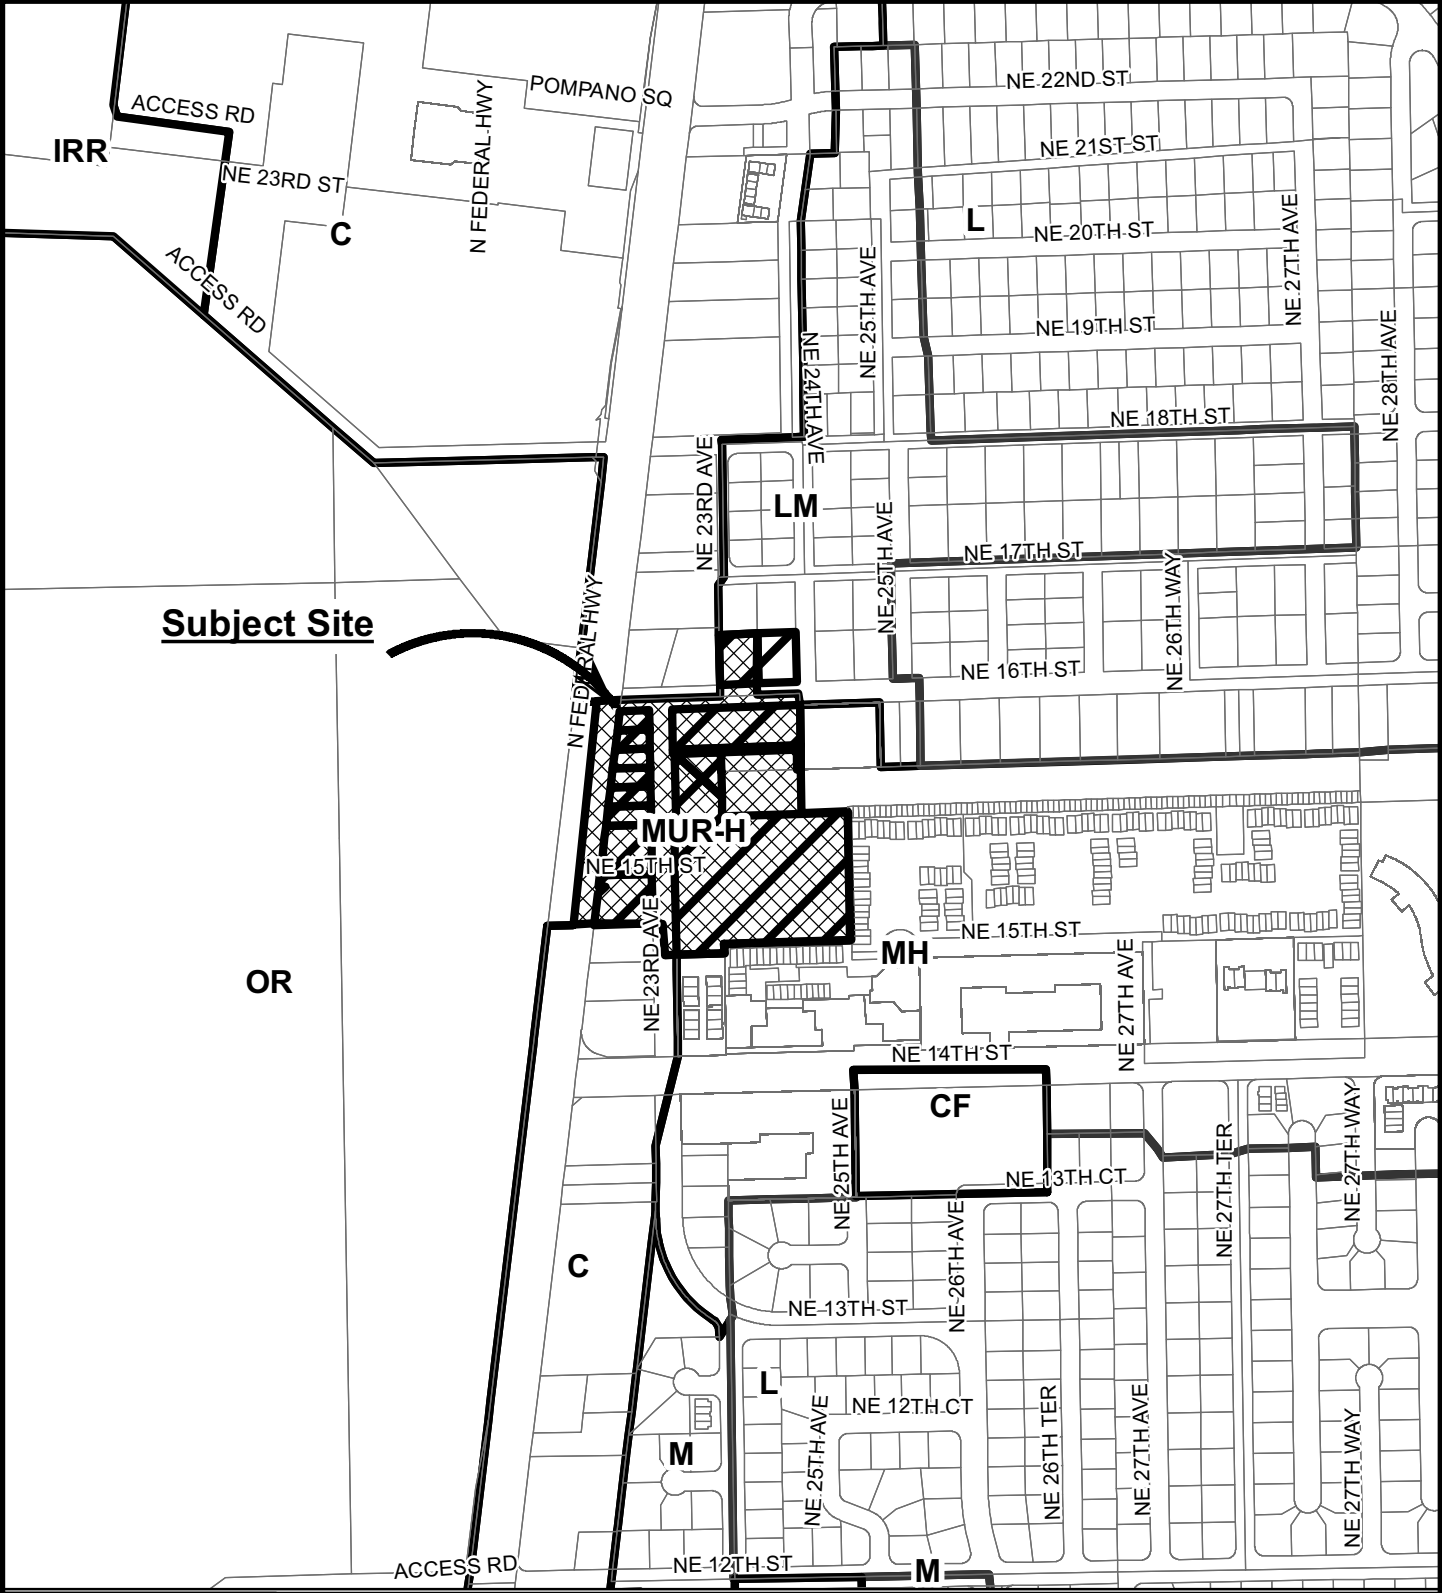 NE 22ND ST
POMPANO SQ
ACCESS RD
N FEDERAL HWY
IRR
NE 21ST ST
NE 23RD ST
L
C
NE 20TH ST
NE 27TH AVE
ACCESS RD
NE 25TH AVE
NE 19TH ST
NE 28TH AVE
NE 24TH AVE
NE 18TH ST
NE 23RD AVE
LM
NE 25TH AVE
NE 17TH ST
NE 26TH WAY
Subject Site
N FEDERAL HWY
NE 16TH ST
MUR-H
NE 15TH ST
NE 23RD AVE
NE 15TH ST
MH
OR
NE 27TH AVE
NE 14TH ST
CF
NE 25TH AVE
NE 27TH TER
NE 27TH WAY
NE 13TH CT
NE 26TH AVE
C
NE 13TH ST
L
NE 12TH CT
NE 25TH AVE
NE 26TH TER
NE 27TH AVE
NE 27TH WAY
M
ACCESS RD
NE 12TH ST
M